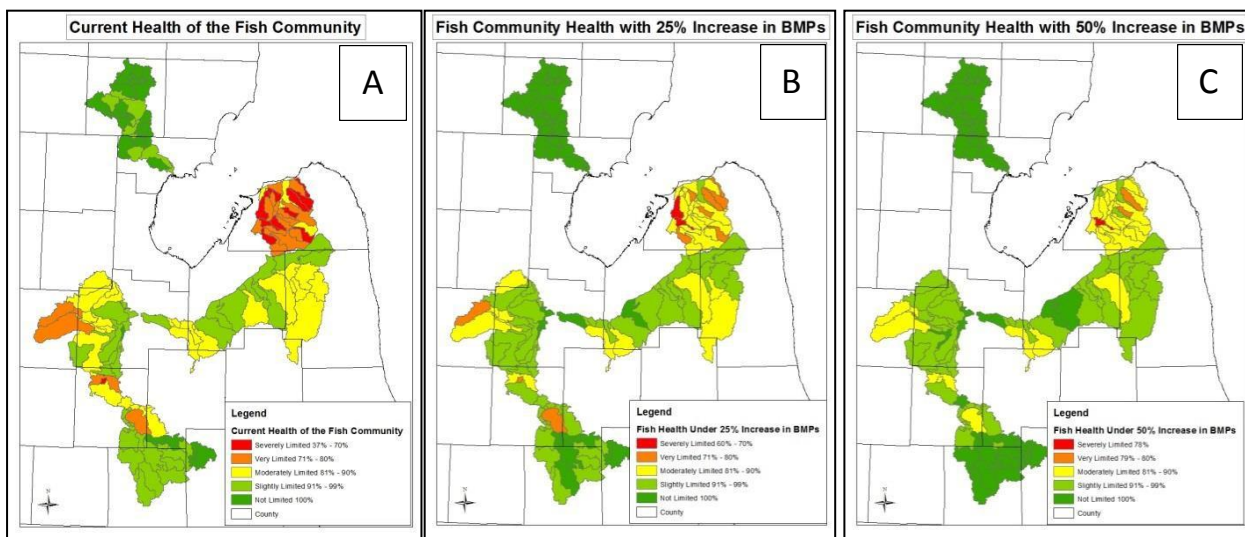 Current Health of the Fish Community
A
N
Legend
Current Health of the Fish Community
Severely Limited 37% - 70%
Very Limited 71% - 80%
Moderately Limited 81% - 90%
Slightly Limited 91% - 99%
Not Limited 100%
County
Fish Community Health with 25% Increase in BMPs
B
N
Legend
Fish Health Under 25% Increase in BMPs
Severely Limited 60% - 70%
Very Limited 71% - 80%
Moderately Limited 81% - 90%
Slightly Limited 91% - 99%
Not Limited 100%
County
Fish Community Health with 50% Increase in BMPs
C
N
Legend
Fish Health Under 50% Increase in BMPs
Severely Limited 78%
Very Limited 79% - 80%
Moderately Limited 81% - 90%
Slightly Limited 91% - 99%
Not Limited 100%
County